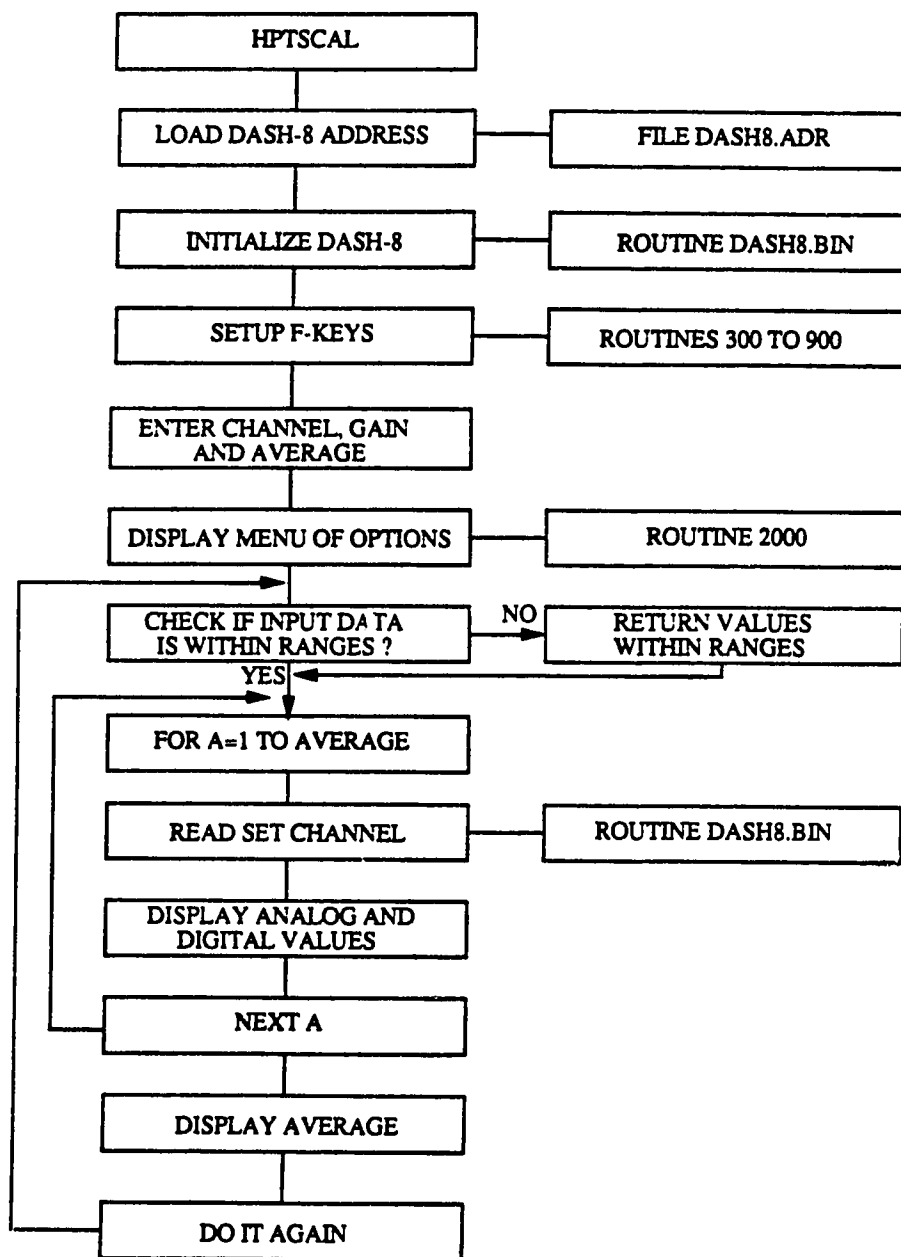 HPTSCAL
LOAD DASH-8 ADDRESS
FILE DASH8.ADR
INITIALIZE DASH-8
ROUTINE DASH8.BIN
SETUP F-KEYS
ROUTINES 300 TO 900
ENTER CHANNEL, GAIN
AND AVERAGE
DISPLAY MENU OF OPTIONS
ROUTINE 2000
CHECK IF INPUT DATA
IS WITHIN RANGES ?
NO
RETURN VALUES
WITHIN RANGES
YES
FOR A=1 TO AVERAGE
READ SET CHANNEL
ROUTINE DASH8.BIN
DISPLAY ANALOG AND
DIGITAL VALUES
NEXT A
DISPLAY AVERAGE
DO IT AGAIN